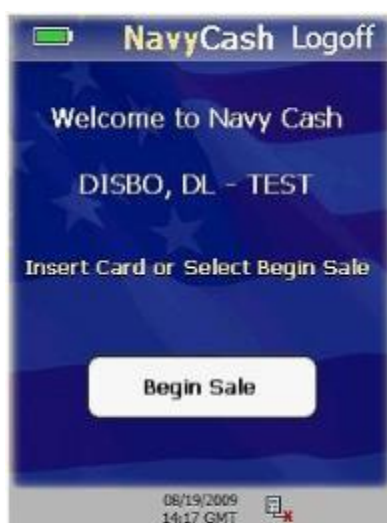 NavyCash Logoff
Welcome to Navy Cash
DISBO, DL - TEST
Insert Card or Select Begin Sale
Begin Sale
08/19/2009
14:17 GMT